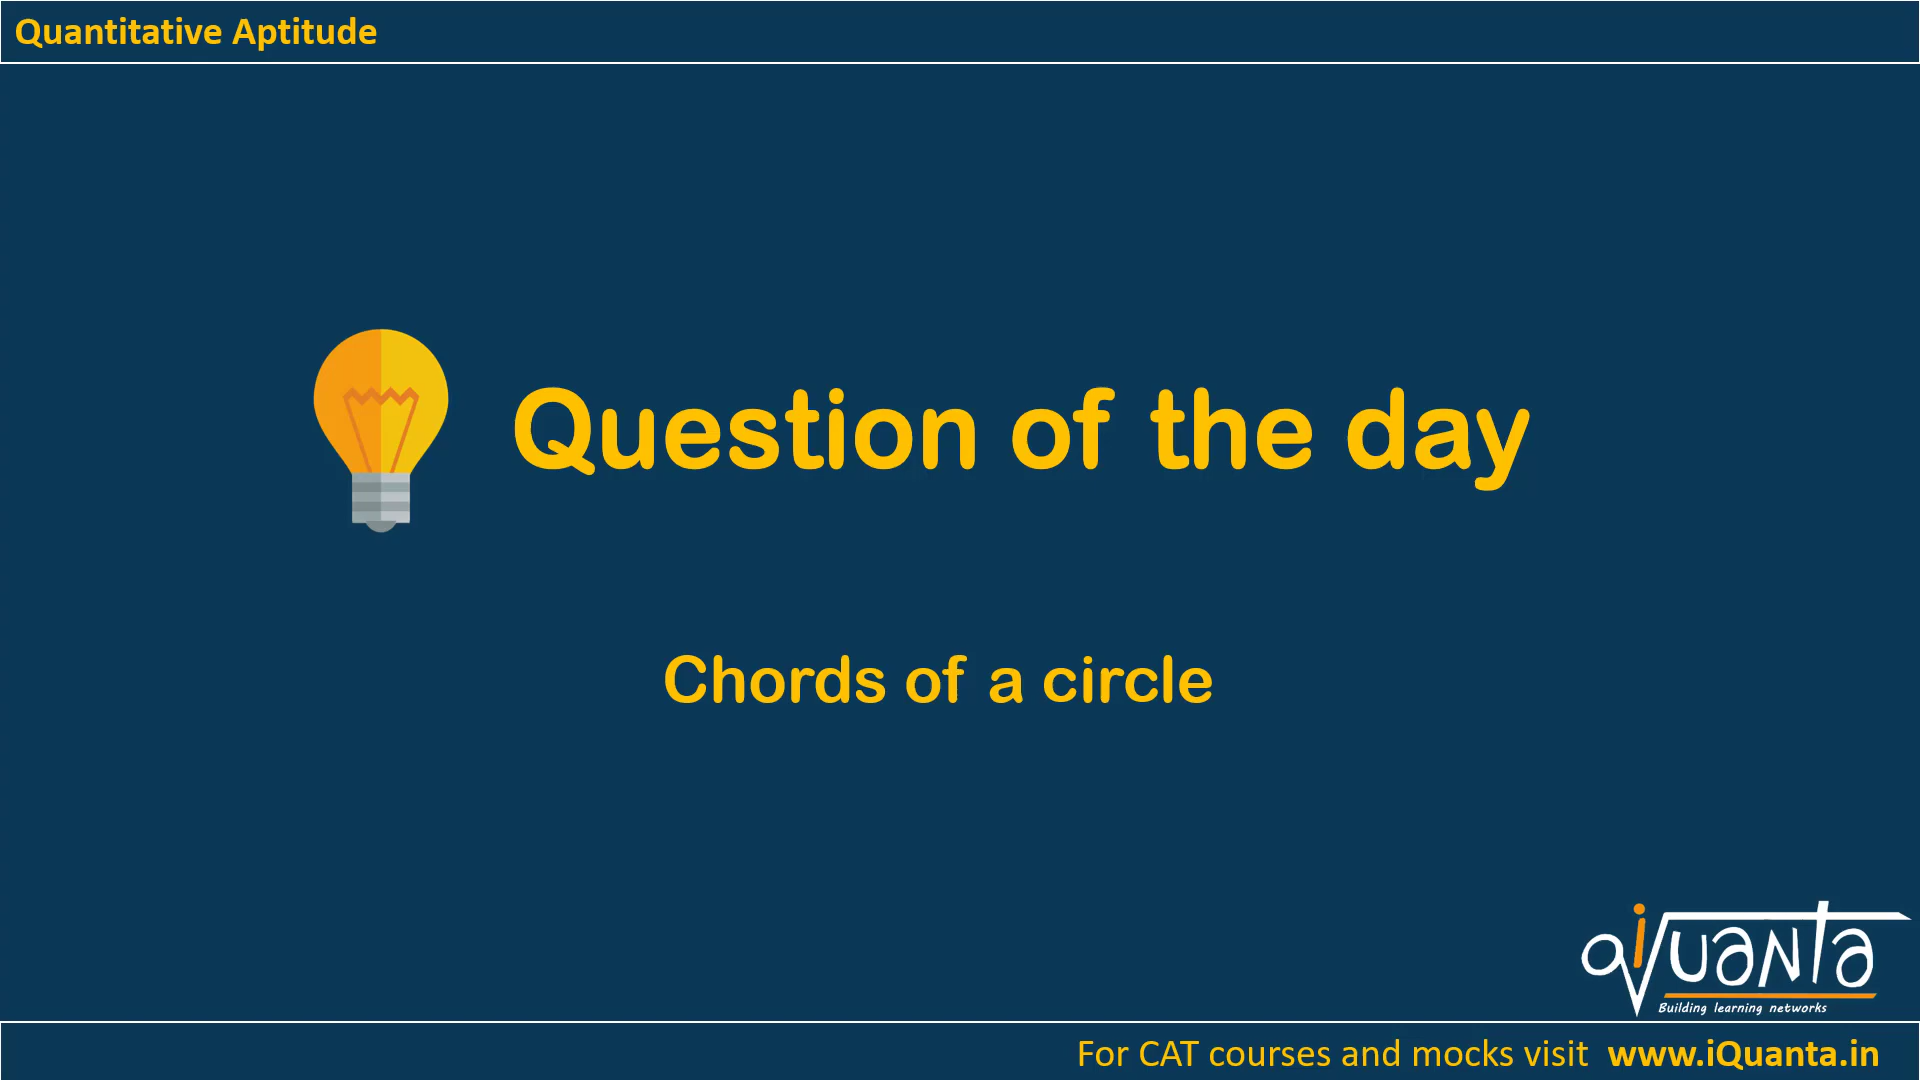 Quantitative Aptitude
Question of the day
Chords of a circle
iQuanta
Building learning networks
For CAT courses and mocks visit www.iQuanta.in